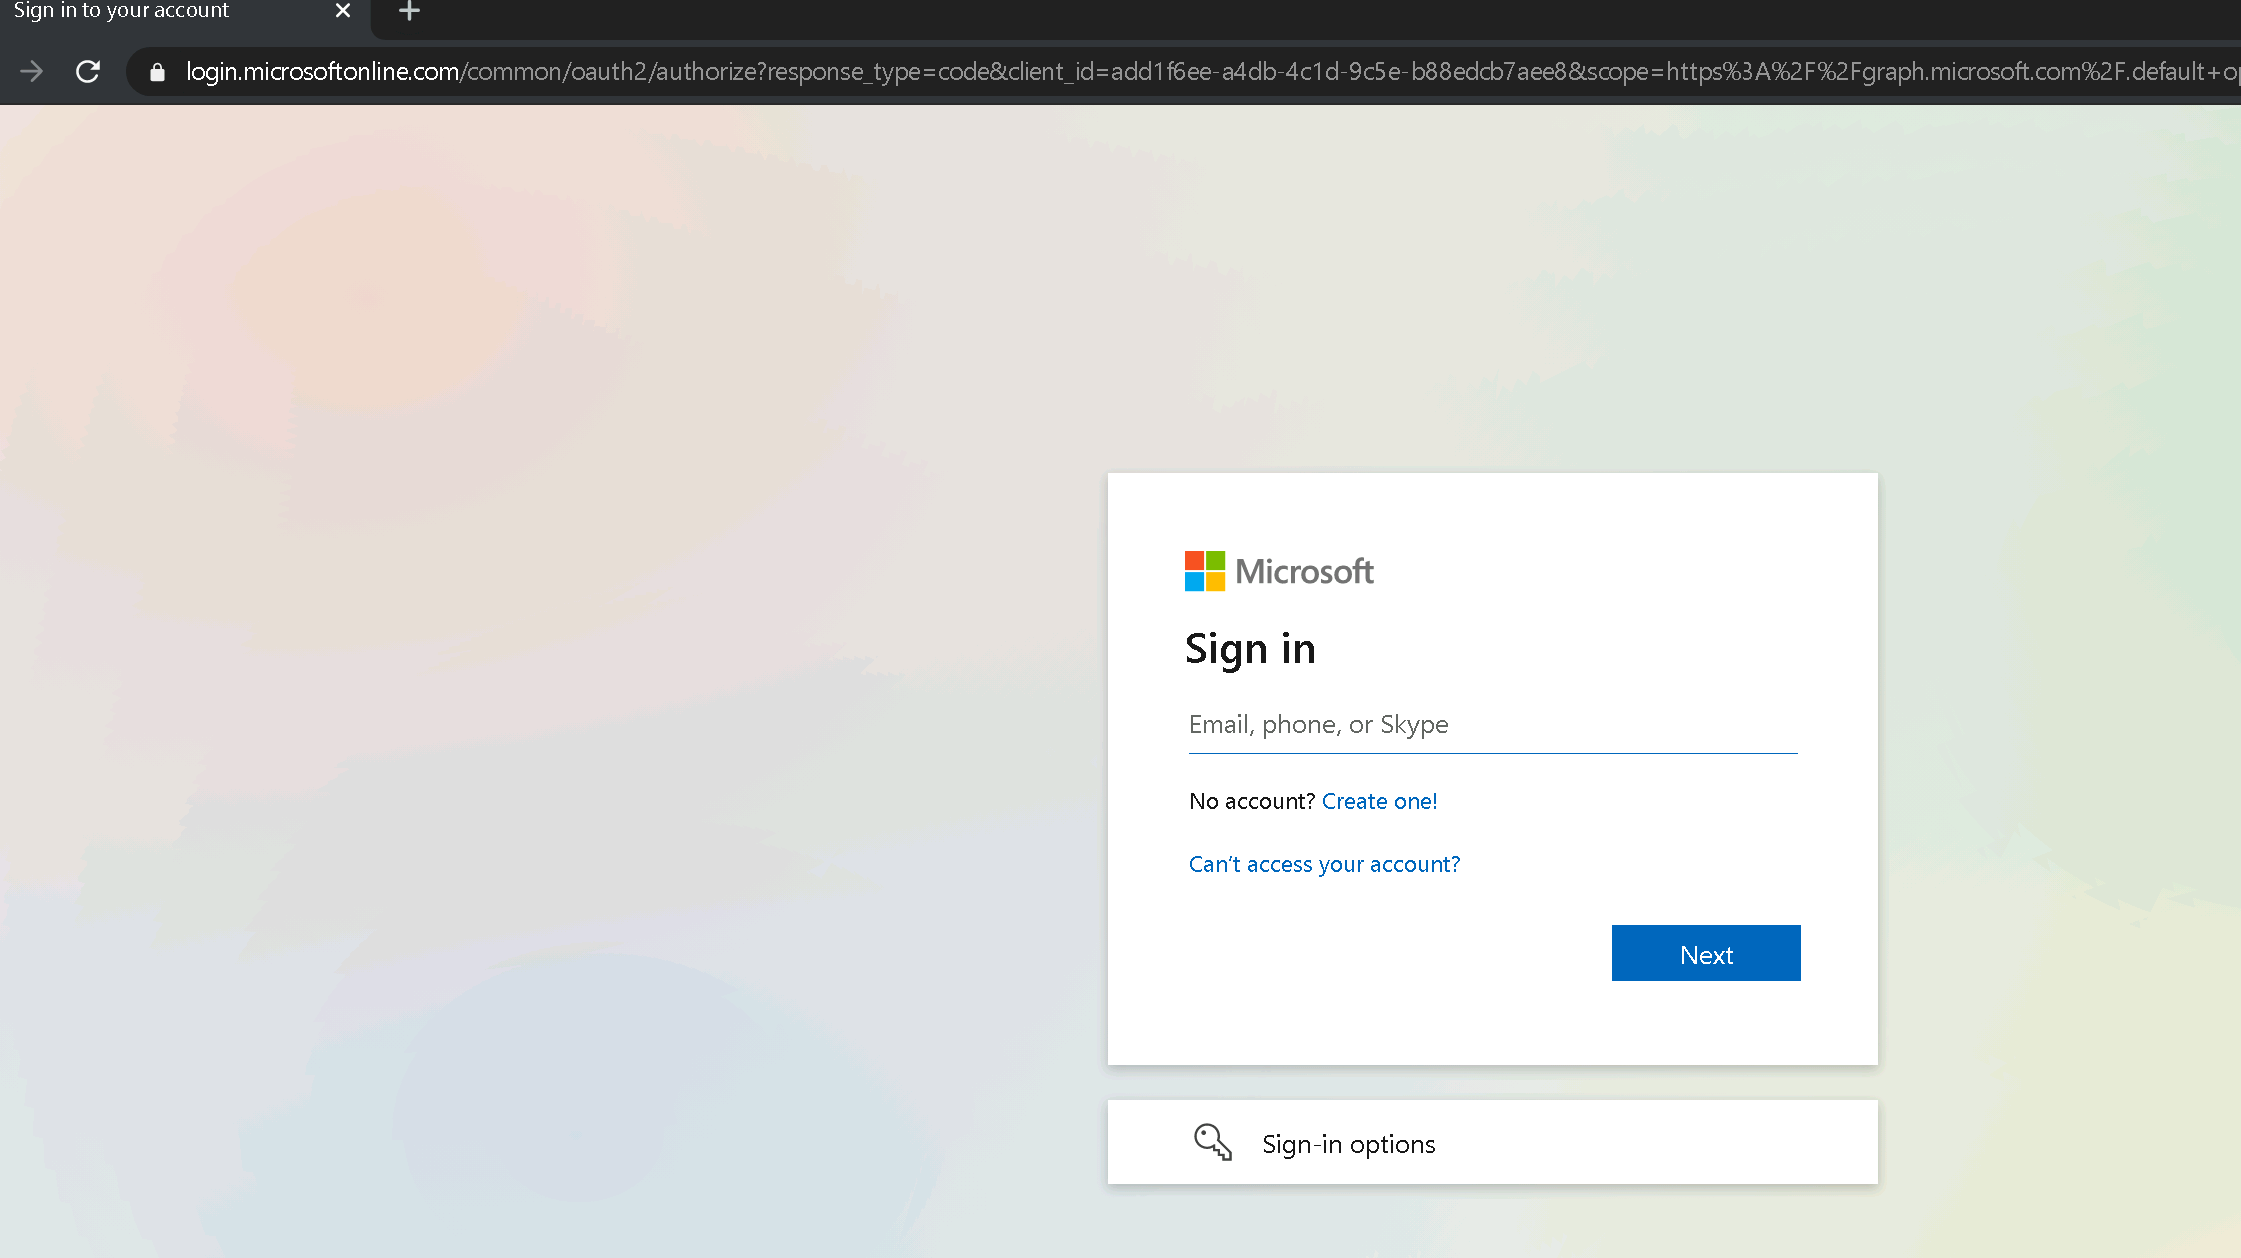 Sign in to your account
login.microsoftonline.com/common/oauth2/authorize?response_type=code&client_id=add1f6ee-a4db-4c1d-9c5e-b88edcb7aee8&scope=https%3A%2F%2Fgraph.microsoft.com%2F.default+op
Microsoft
Sign in
Email, phone, or Skype
No account? Create one!
Can't access your account?
Next
Sign-in options